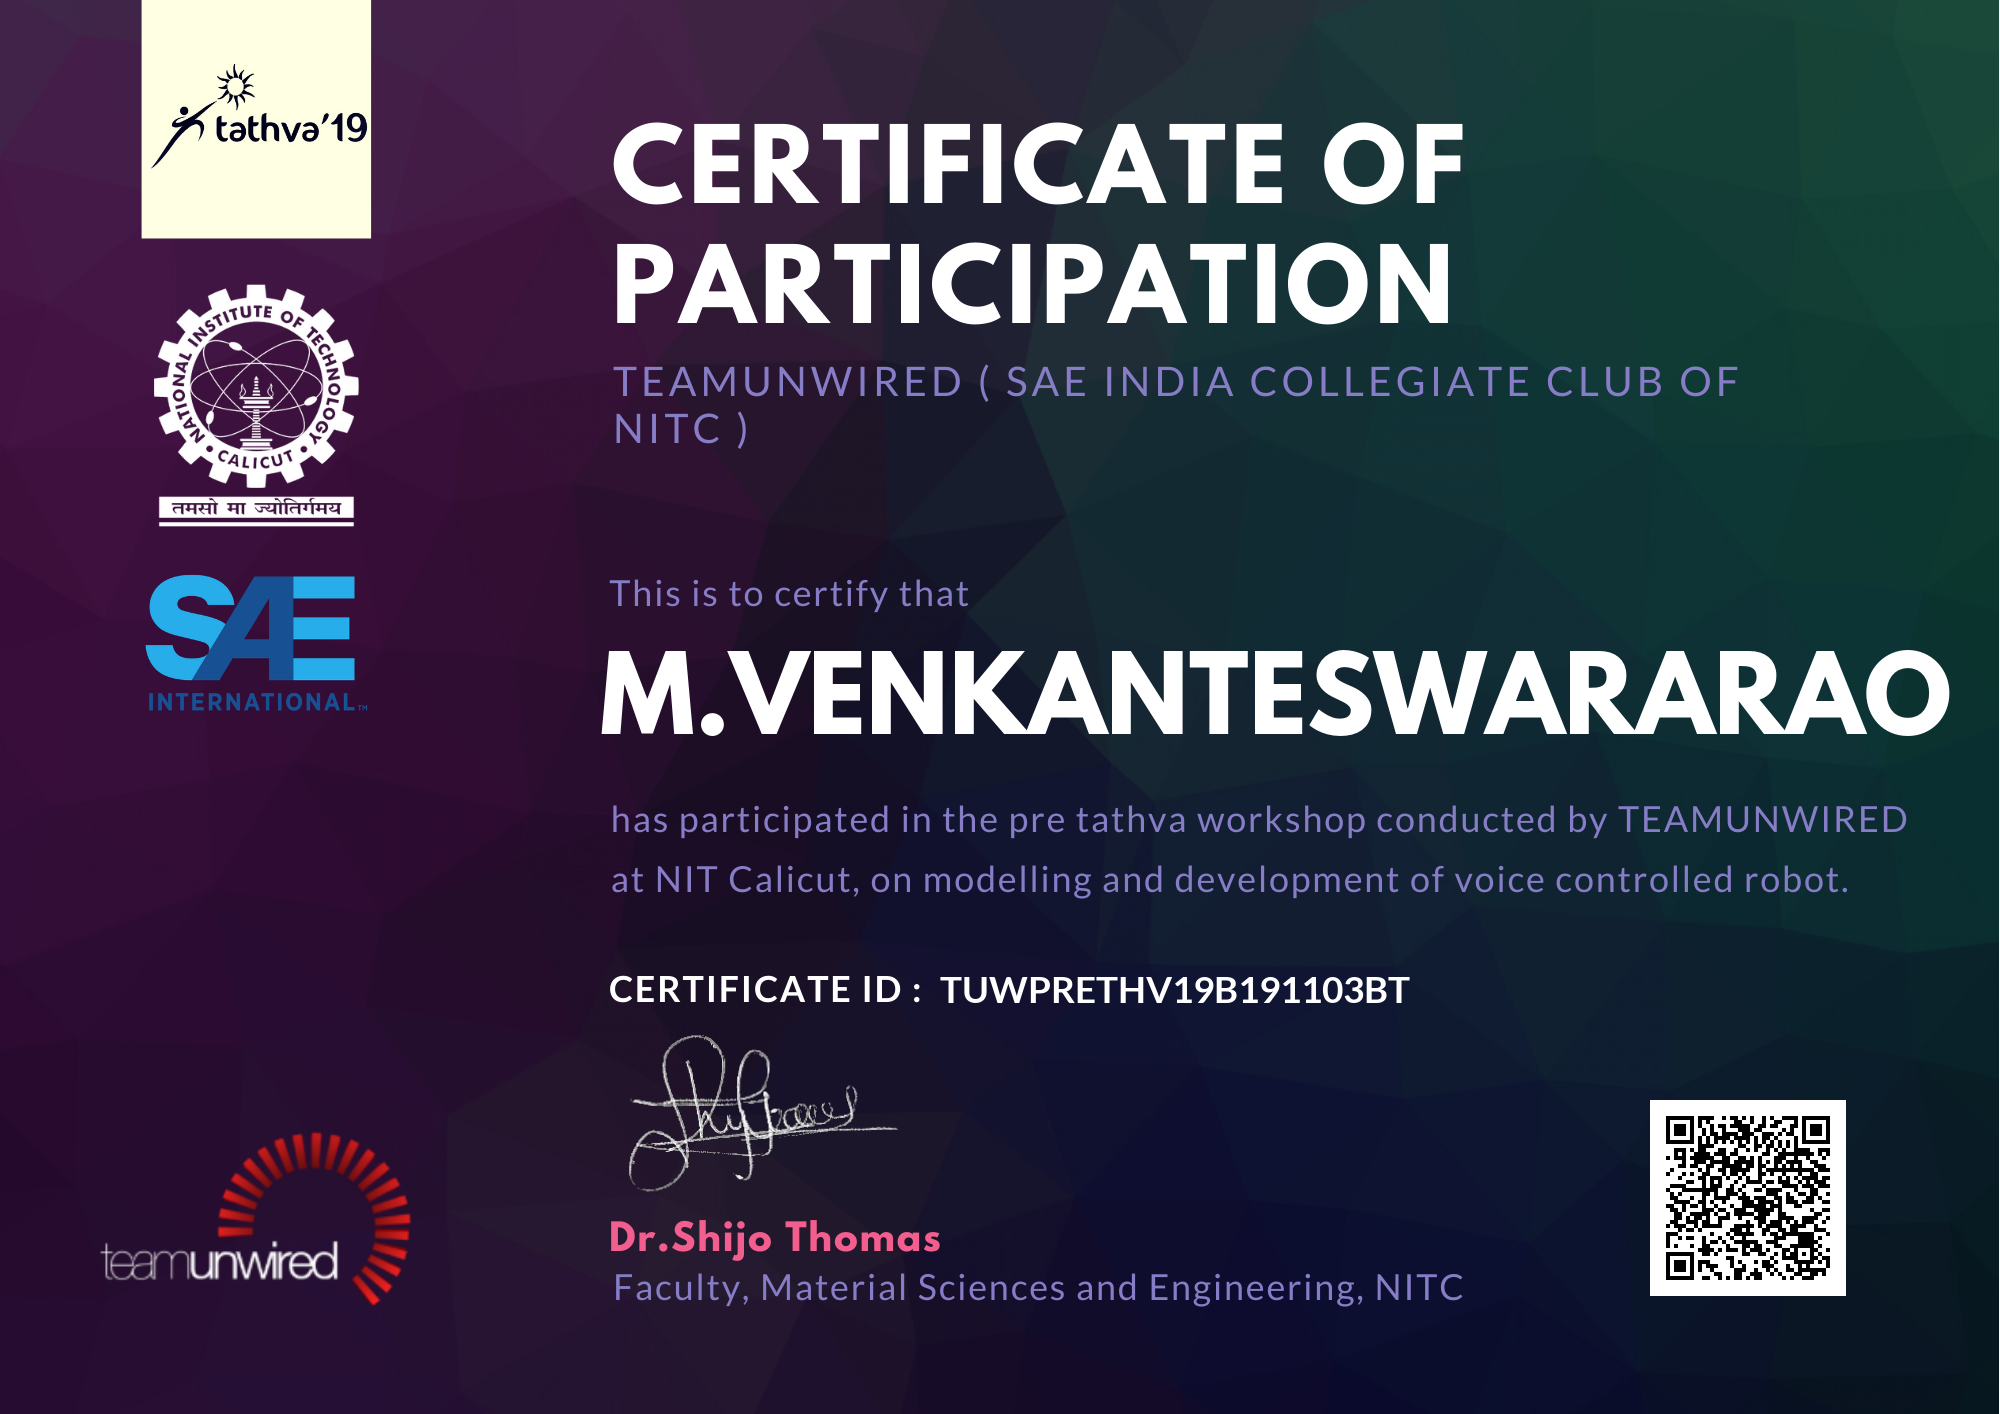 tathva'19
CERTIFICATE OF
PARTICIPATION
TEAMUNWIRED ( SAE INDIA COLLEGIATE CLUB OF
NITC )
NATIONAL INSTITUTE OF TECHNOLOGY
• CALICUT •
तमसो मा ज्योतिर्गमय
SAE
INTERNATIONAL™
This is to certify that
M.VENKANTESWARARAO
has participated in the pre tathva workshop conducted by TEAMUNWIRED
at NIT Calicut, on modelling and development of voice controlled robot.
CERTIFICATE ID : TUWPRETHV19B191103BT
Dr.Shijo Thomas
Faculty, Material Sciences and Engineering, NITC
teamunwired